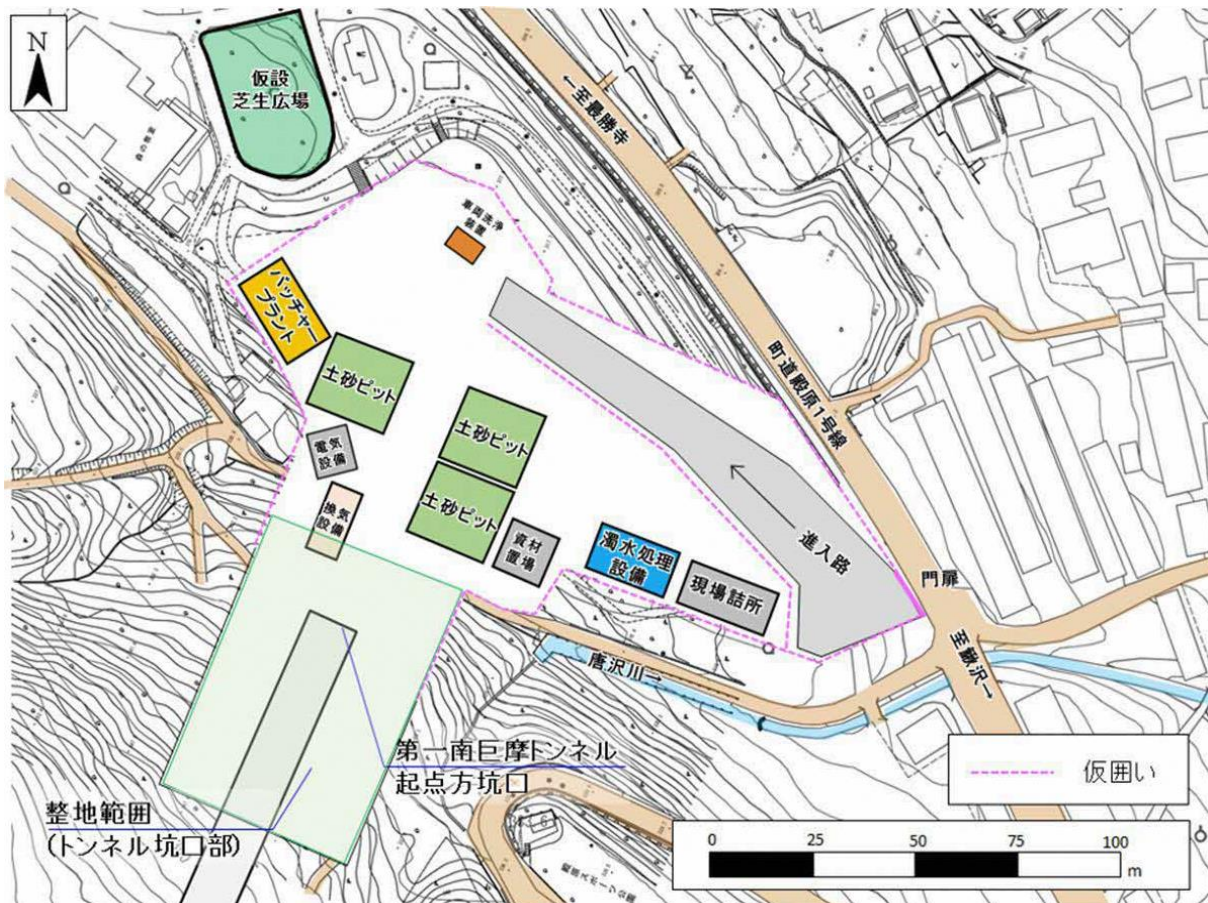 N
仮設
芝生広場
←至最勝寺
車両洗浄
装置
バッチャー
プラント
土砂ピット
町道殿原1号線
電気
設備
土砂ピット
換気
設備
土砂ピット
資材
置場
濁水処理
設備
現場詰所
進入路
門扉
至鰍沢→
唐沢川→
第一南巨摩トンネル
起点方坑口
整地範囲
(トンネル坑口部)
仮囲い
0 25 50 75 100
m